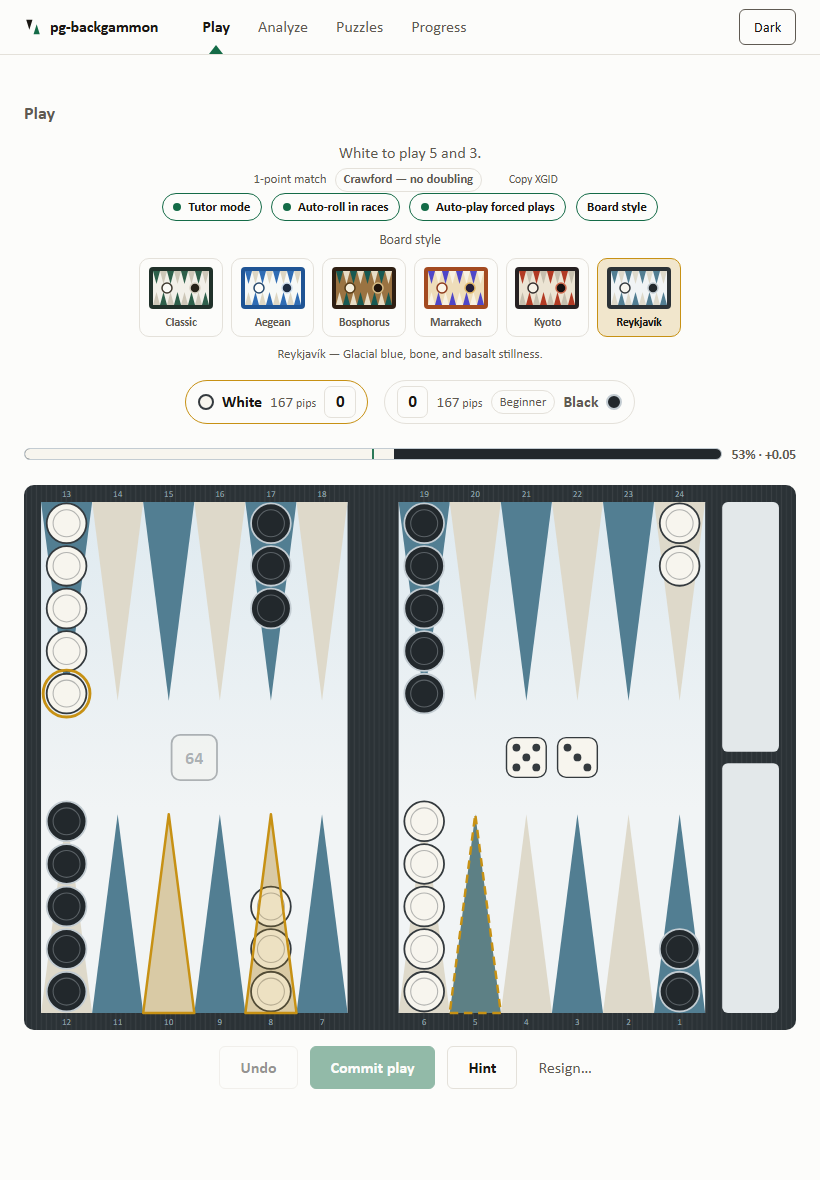 pg-backgammon Play Analyze Puzzles Progress Dark
Play
White to play 5 and 3.
1-point match Crawford — no doubling Copy XGID
Tutor mode Auto-roll in races Auto-play forced plays Board style
Board style
Classic Aegean Bosphorus Marrakech Kyoto Reykjavík
Reykjavík — Glacial blue, bone, and basalt stillness.
White 167 pips 0 0 167 pips Beginner Black
53% · +0.05
13 14 15 16 17 18 19 20 21 22 23 24
64
12 11 10 9 8 7 6 5 4 3 2 1
Undo Commit play Hint Resign...